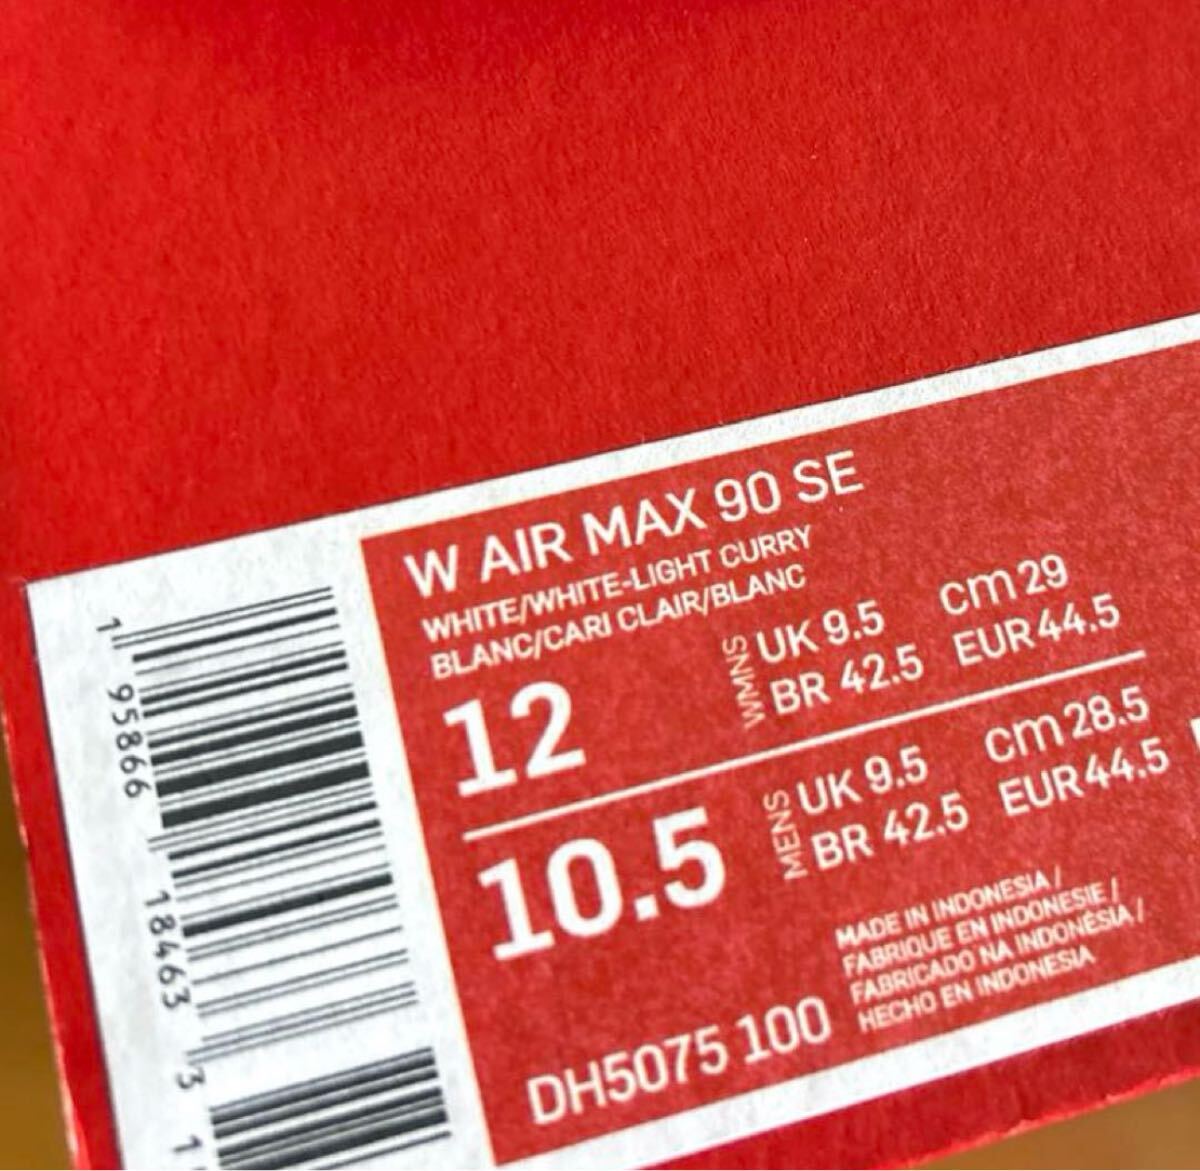 W AIR MAX 90 SE
WHITE/WHITE-LIGHT CURRY
BLANC/CARI CLAIR/BLANC
12
WMNS
UK 9.5
cm 29
BR 42.5
EUR 44.5
10.5
MENS
UK 9.5
cm 28.5
BR 42.5
EUR 44.5
MADE IN INDONESIA /
FABRIQUE EN INDONESIE /
FABRICADO NA INDONÉSIA /
HECHO EN INDONESIA
DH5075 100
1 95866 18463 3
1